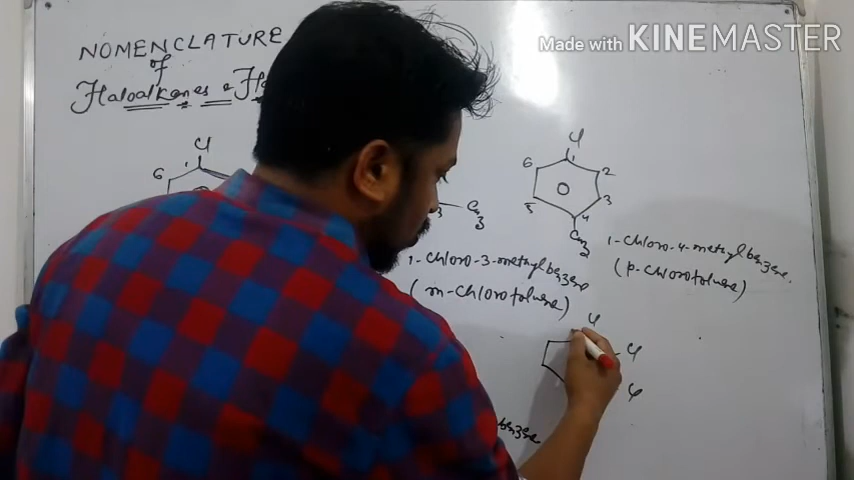 Made with KINEMASTER
NOMENCLATURE
of
Haloalkanes &
Cl
1
6
3
CH3
1-Chloro-3-methylbenzene
(m-Chlorotoluene)
Cl
6
1
2
5
3
4
CH3
1-Chloro-4-methylbenzene.
(p-Chlorotoluene)
Cl
Cl
Cl
benzene